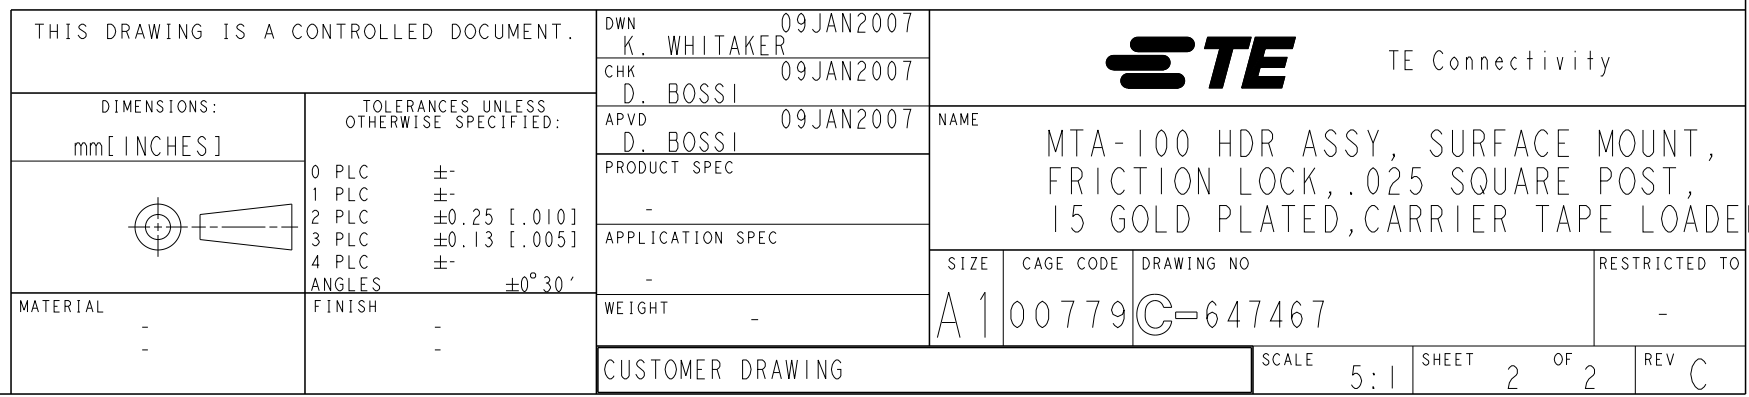 THIS DRAWING IS A CONTROLLED DOCUMENT.
DIMENSIONS:
mm[INCHES]
TOLERANCES UNLESS
OTHERWISE SPECIFIED:
0 PLC ±-
1 PLC ±-
2 PLC ±0.25 [.010]
3 PLC ±0.13 [.005]
4 PLC ±-
ANGLES ±0°30′
MATERIAL
-
-
FINISH
-
-
DWN 09JAN2007
K. WHITAKER
CHK 09JAN2007
D. BOSSI
APVD 09JAN2007
D. BOSSI
PRODUCT SPEC
-
APPLICATION SPEC
-
WEIGHT -
CUSTOMER DRAWING
TE TE Connectivity
NAME
MTA-100 HDR ASSY, SURFACE MOUNT,
FRICTION LOCK,.025 SQUARE POST,
15 GOLD PLATED,CARRIER TAPE LOADE
SIZE
A1
CAGE CODE
00779
DRAWING NO
C-647467
RESTRICTED TO
-
SCALE 5:1
SHEET 2 OF 2
REV C